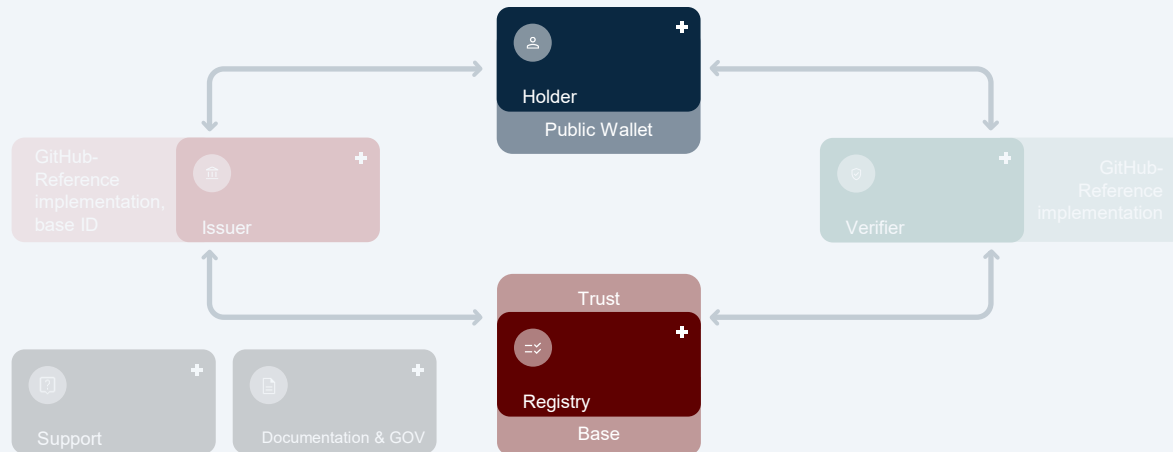 Holder
Public Wallet
GitHub-
Reference
implementation,
base ID
Issuer
Verifier
GitHub-
Reference
implementation
Trust
Registry
Base
Support
Documentation & GOV